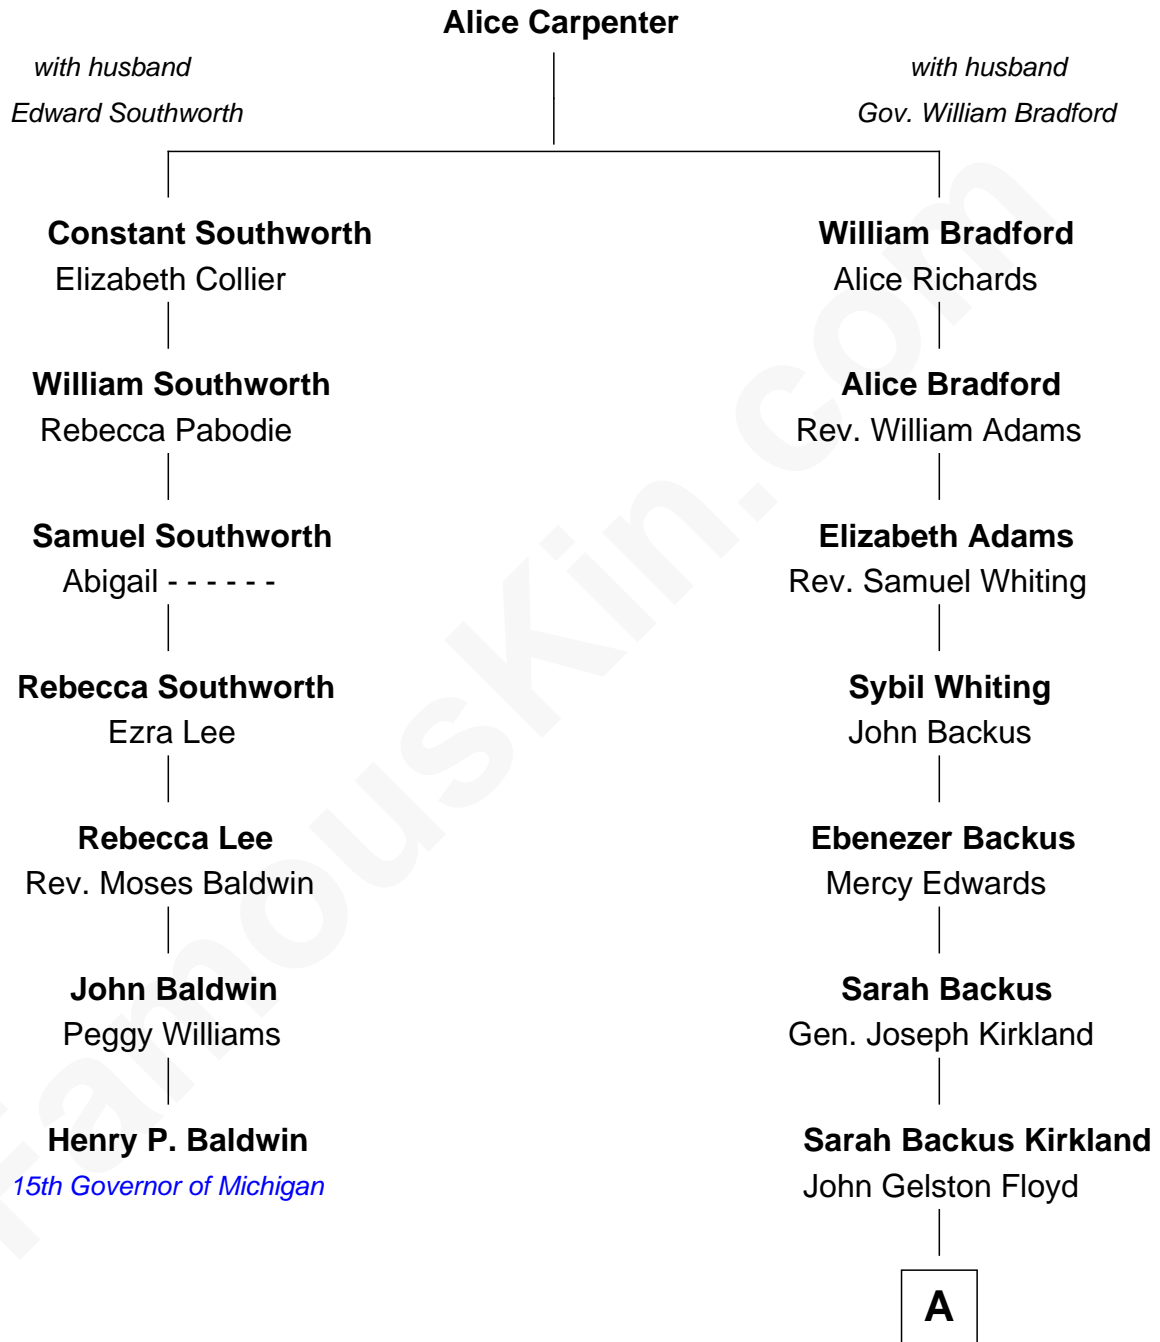 Alice Carpenter
with husband
Edward Southworth
with husband
Gov. William Bradford
Constant Southworth
Elizabeth Collier
William Bradford
Alice Richards
William Southworth
Rebecca Pabodie
Alice Bradford
Rev. William Adams
Samuel Southworth
Abigail - - - - - -
Elizabeth Adams
Rev. Samuel Whiting
Rebecca Southworth
Ezra Lee
Sybil Whiting
John Backus
Rebecca Lee
Rev. Moses Baldwin
Ebenezer Backus
Mercy Edwards
John Baldwin
Peggy Williams
Sarah Backus
Gen. Joseph Kirkland
Henry P. Baldwin
15th Governor of Michigan
Sarah Backus Kirkland
John Gelston Floyd
A
FamousKin.com